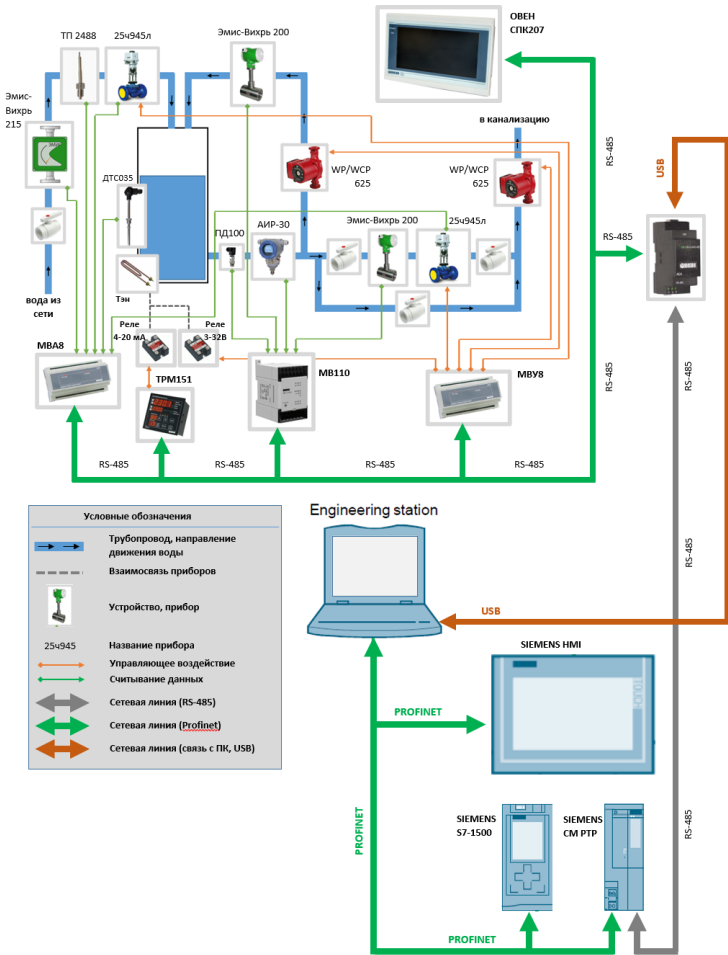 ОВЕН
СПК207
ТП 2488
25ч945л
Эмис-Вихрь 200
Эмис-
Вихрь
215
в канализацию
WP/WCP
625
WP/WCP
625
RS-485
USB
ДТС035
ПД100
АИР-30
Эмис-Вихрь 200
25ч945л
RS-485
вода из
сети
Тэн
Реле
4-20 мА
Реле
3-32В
МВА8
ТРМ151
МВ110
МВУ8
RS-485
RS-485
RS-485
RS-485
RS-485
RS-485
Условные обозначения
Трубопровод, направление
движения воды
Взаимосвязь приборов
Устройство, прибор
25ч945
Название прибора
Управляющее воздействие
Считывание данных
Сетевая линия (RS-485)
Сетевая линия (Profinet)
Сетевая линия (связь с ПК, USB)
Engineering station
RS-485
USB
SIEMENS HMI
TOUCH
PROFINET
PROFINET
SIEMENS
S7-1500
SIEMENS
CM PTP
RS-485
PROFINET